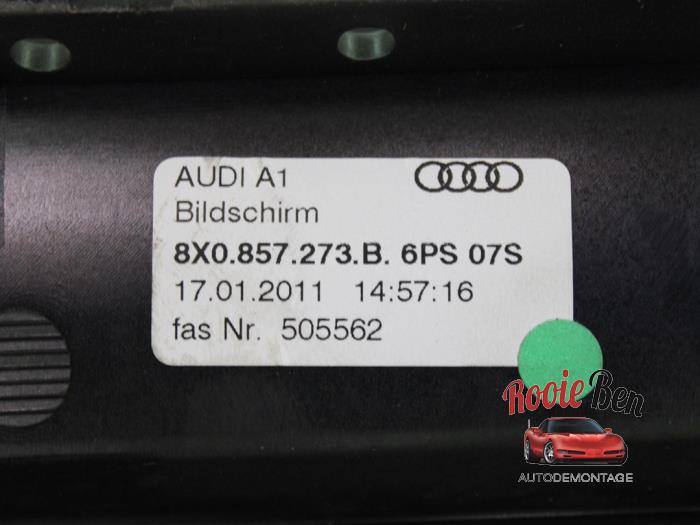 AUDI A1
Bildschirm
8X0.857.273.B. 6PS 07S
17.01.2011 14:57:16
fas Nr. 505562
Rooie Ben
AUTODEMONTAGE